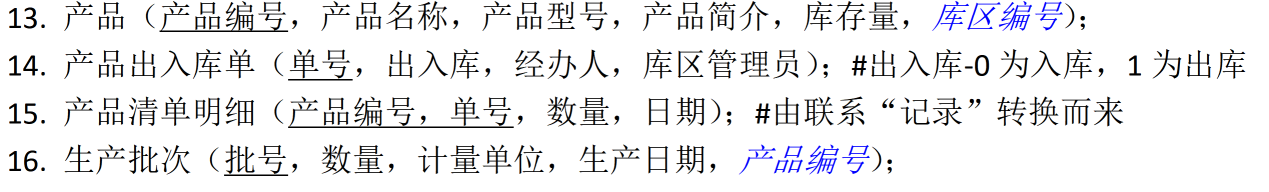 13. 产品（产品编号，产品名称，产品型号，产品简介，库存量，库区编号）；
14. 产品出入库单（单号，出入库，经办人，库区管理员）；#出入库-0 为入库，1 为出库
15. 产品清单明细（产品编号，单号，数量，日期）；#由联系“记录”转换而来
16. 生产批次（批号，数量，计量单位，生产日期，产品编号）；